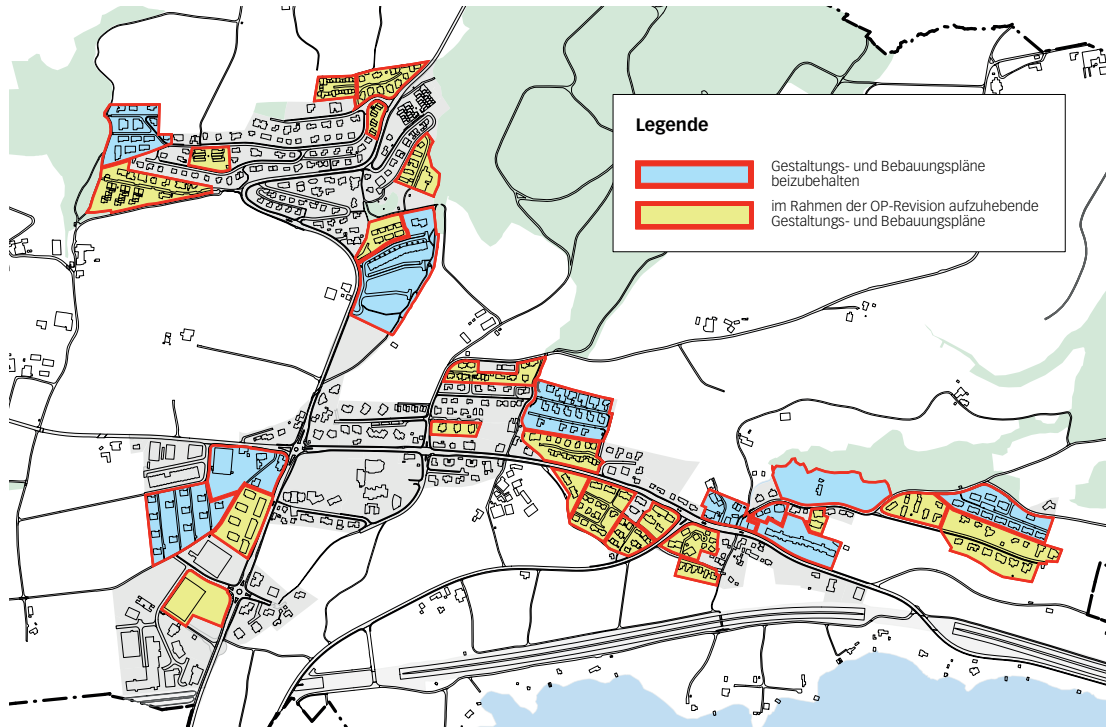 Legende
Gestaltungs- und Bebauungspläne
beizubehalten
im Rahmen der OP-Revision aufzuhebende
Gestaltungs- und Bebauungspläne